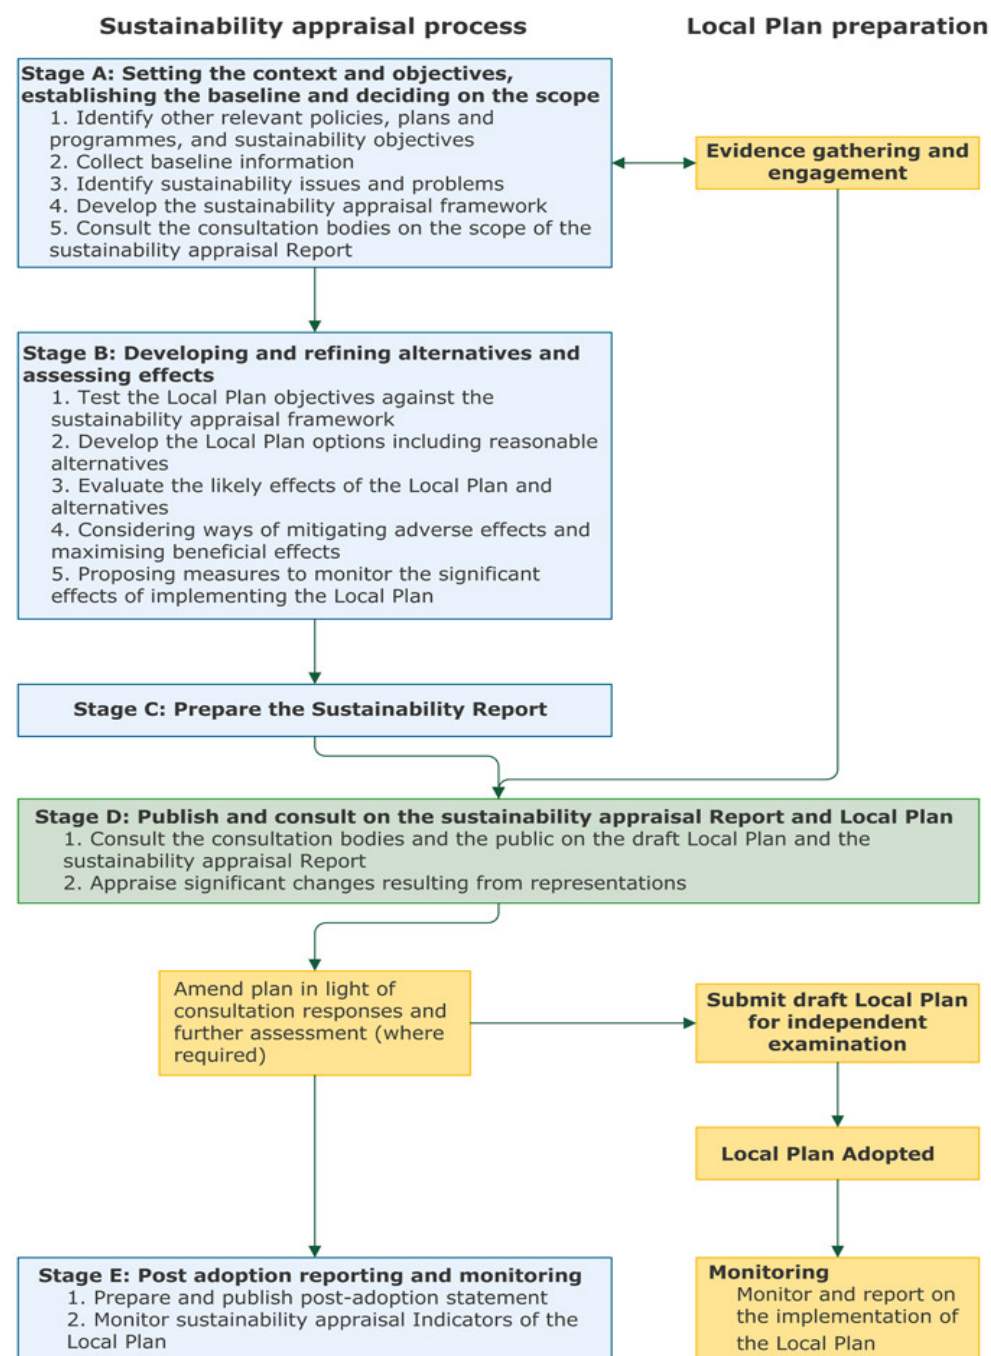 Sustainability appraisal process
Local Plan preparation
Stage A: Setting the context and objectives,
establishing the baseline and deciding on the scope
1. Identify other relevant policies, plans and
programmes, and sustainability objectives
2. Collect baseline information
3. Identify sustainability issues and problems
4. Develop the sustainability appraisal framework
5. Consult the consultation bodies on the scope of the
sustainability appraisal Report
Evidence gathering and
engagement
Stage B: Developing and refining alternatives and
assessing effects
1. Test the Local Plan objectives against the
sustainability appraisal framework
2. Develop the Local Plan options including reasonable
alternatives
3. Evaluate the likely effects of the Local Plan and
alternatives
4. Considering ways of mitigating adverse effects and
maximising beneficial effects
5. Proposing measures to monitor the significant
effects of implementing the Local Plan
Stage C: Prepare the Sustainability Report
Stage D: Publish and consult on the sustainability appraisal Report and Local Plan
1. Consult the consultation bodies and the public on the draft Local Plan and the
sustainability appraisal Report
2. Appraise significant changes resulting from representations
Amend plan in light of
consultation responses and
further assessment (where
required)
Submit draft Local Plan
for independent
examination
Local Plan Adopted
Stage E: Post adoption reporting and monitoring
1. Prepare and publish post-adoption statement
2. Monitor sustainability appraisal Indicators of the
Local Plan
Monitoring
Monitor and report on
the implementation of
the Local Plan